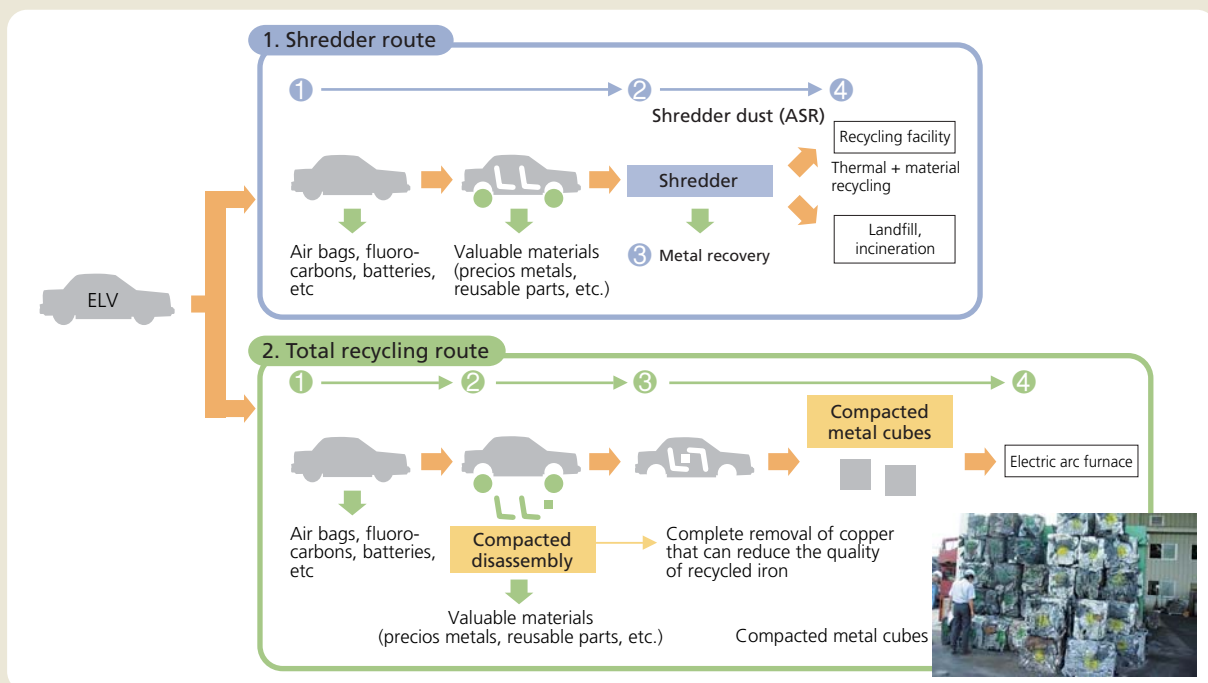 1. Shredder route
1
2
4
Shredder dust (ASR)
Recycling facility
Thermal + material
recycling
Shredder
Landfill,
incineration
Air bags, fluoro-
carbons, batteries,
etc
Valuable materials
(precios metals,
reusable parts, etc.)
3 Metal recovery
ELV
2. Total recycling route
1
2
3
4
Compacted
metal cubes
Electric arc furnace
Air bags, fluoro-
carbons, batteries,
etc
Compacted
disassembly
Complete removal of copper
that can reduce the quality
of recycled iron
Valuable materials
(precios metals, reusable parts, etc.)
Compacted metal cubes